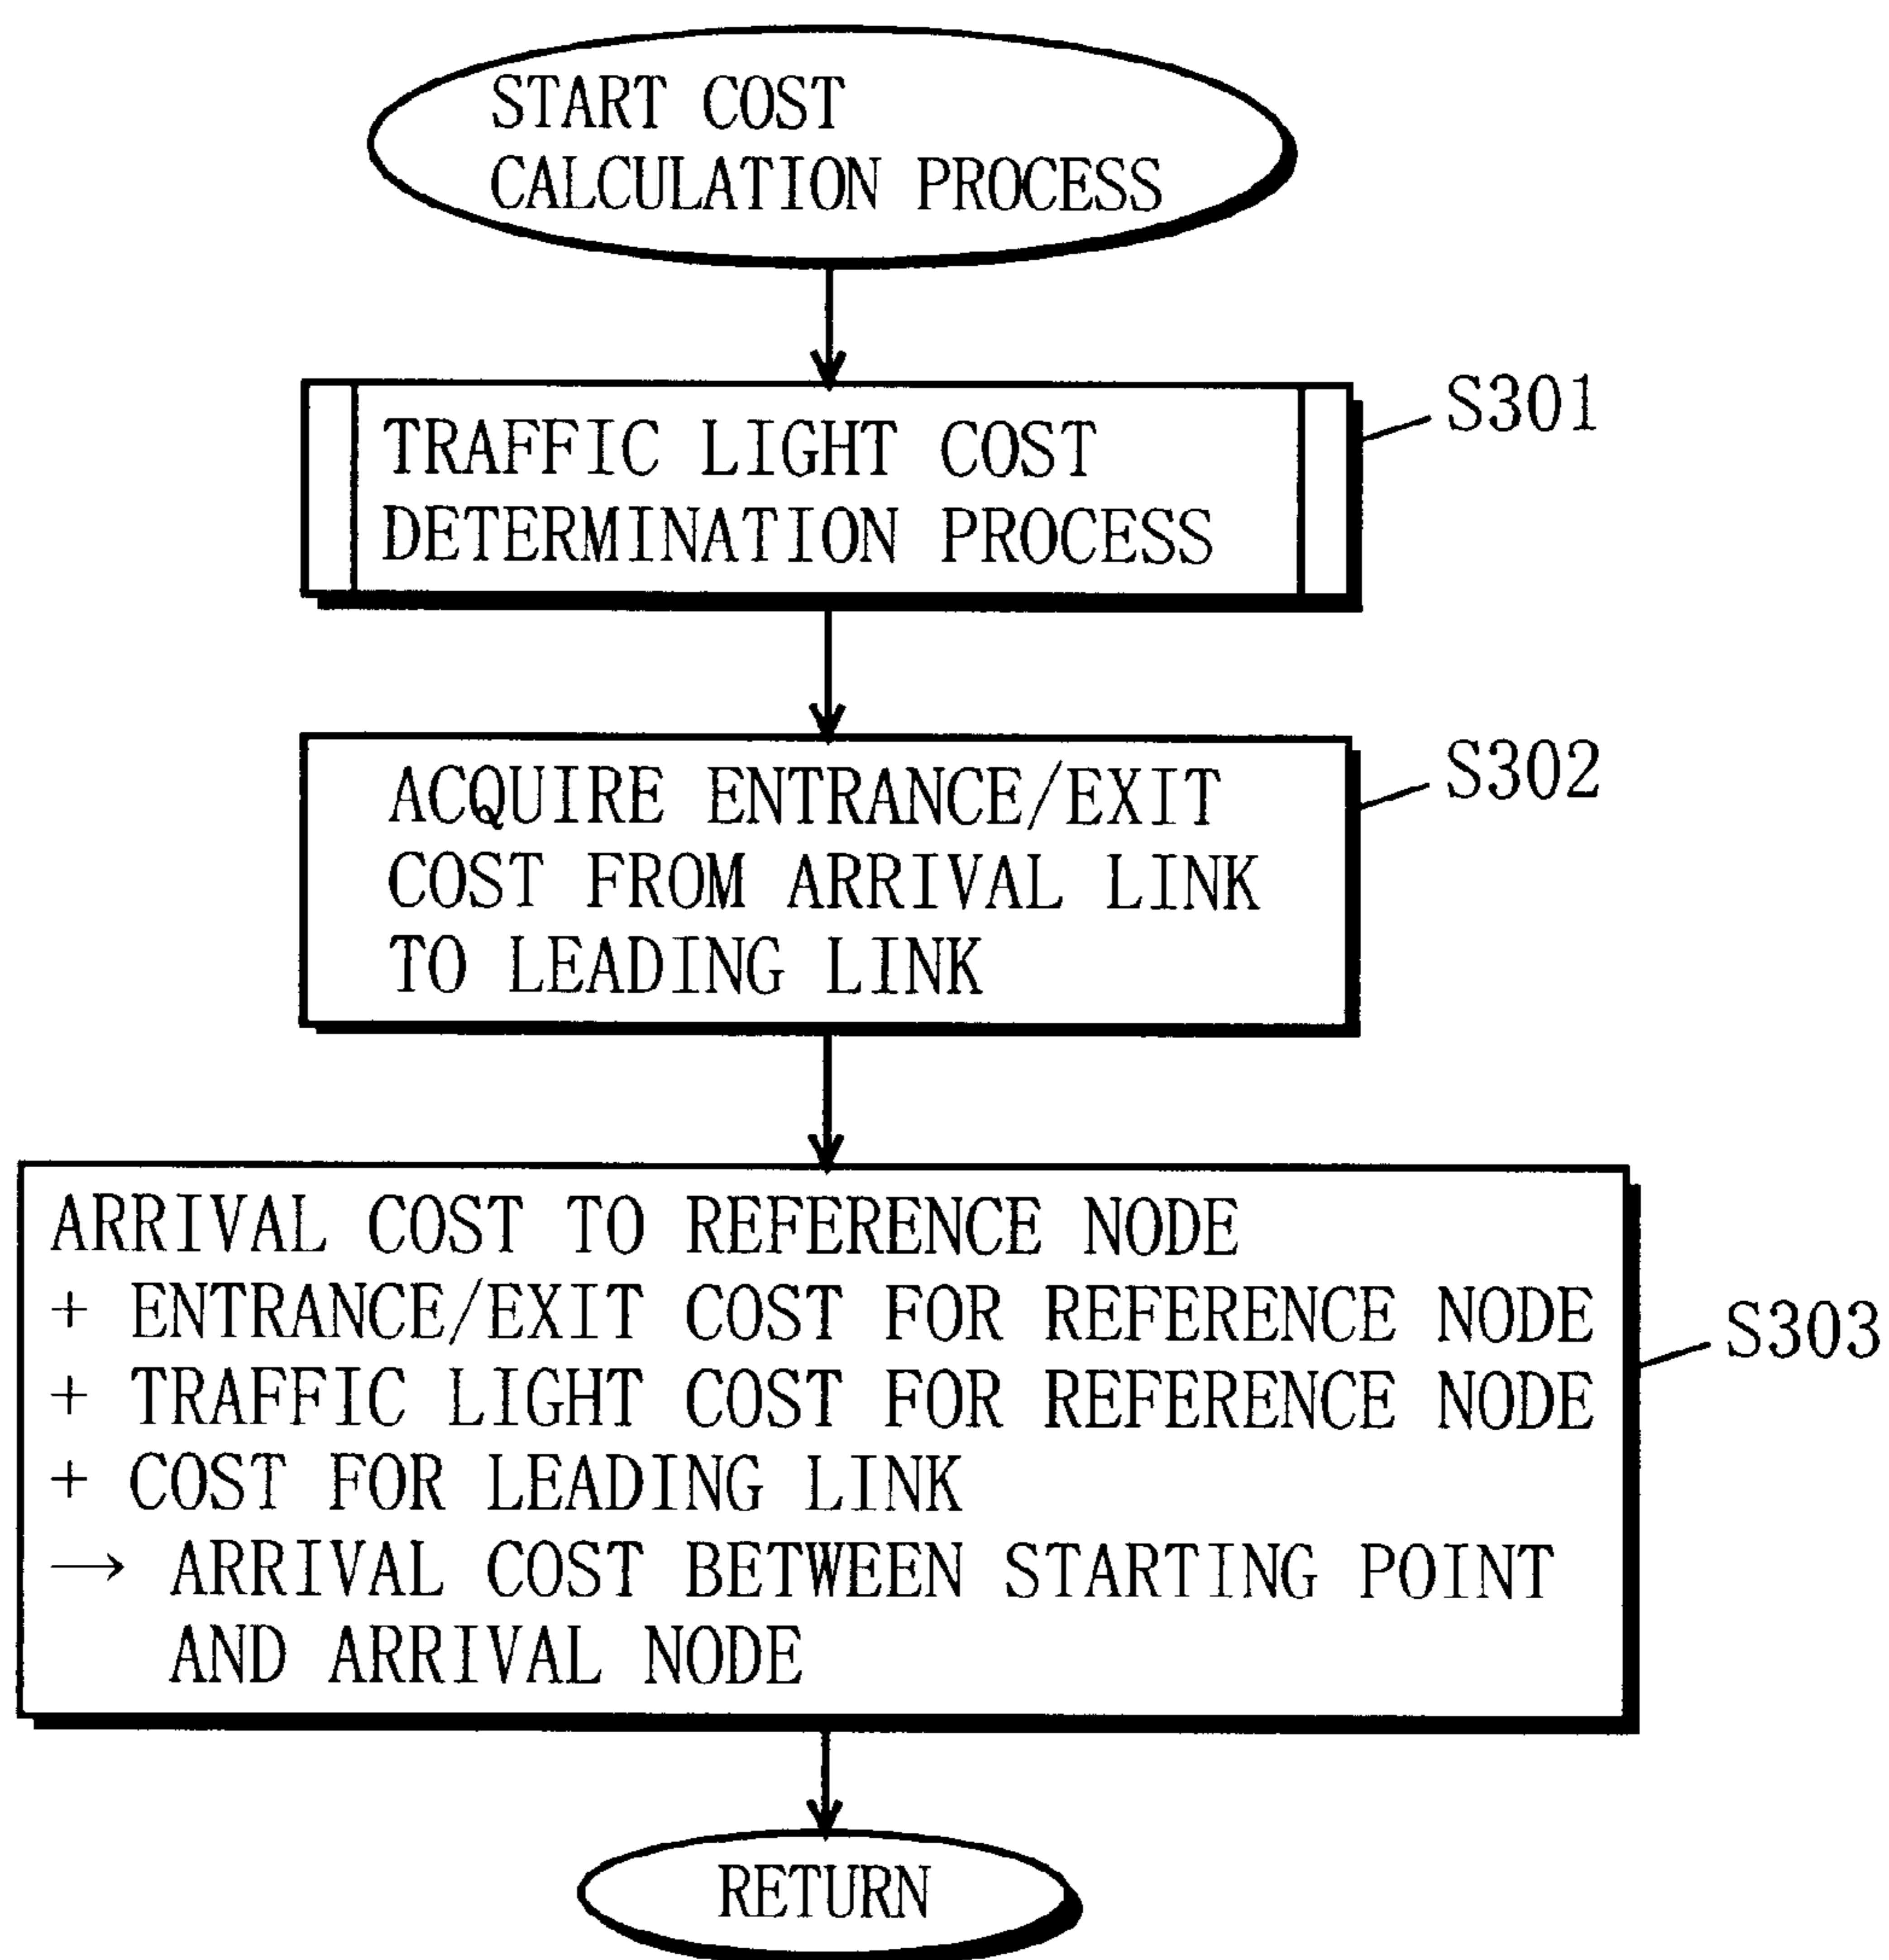 START COST
CALCULATION PROCESS
TRAFFIC LIGHT COST
DETERMINATION PROCESS
S301
ACQUIRE ENTRANCE/EXIT
COST FROM ARRIVAL LINK
TO LEADING LINK
S302
ARRIVAL COST TO REFERENCE NODE
+ ENTRANCE/EXIT COST FOR REFERENCE NODE
+ TRAFFIC LIGHT COST FOR REFERENCE NODE
+ COST FOR LEADING LINK
→ ARRIVAL COST BETWEEN STARTING POINT
AND ARRIVAL NODE
S303
RETURN